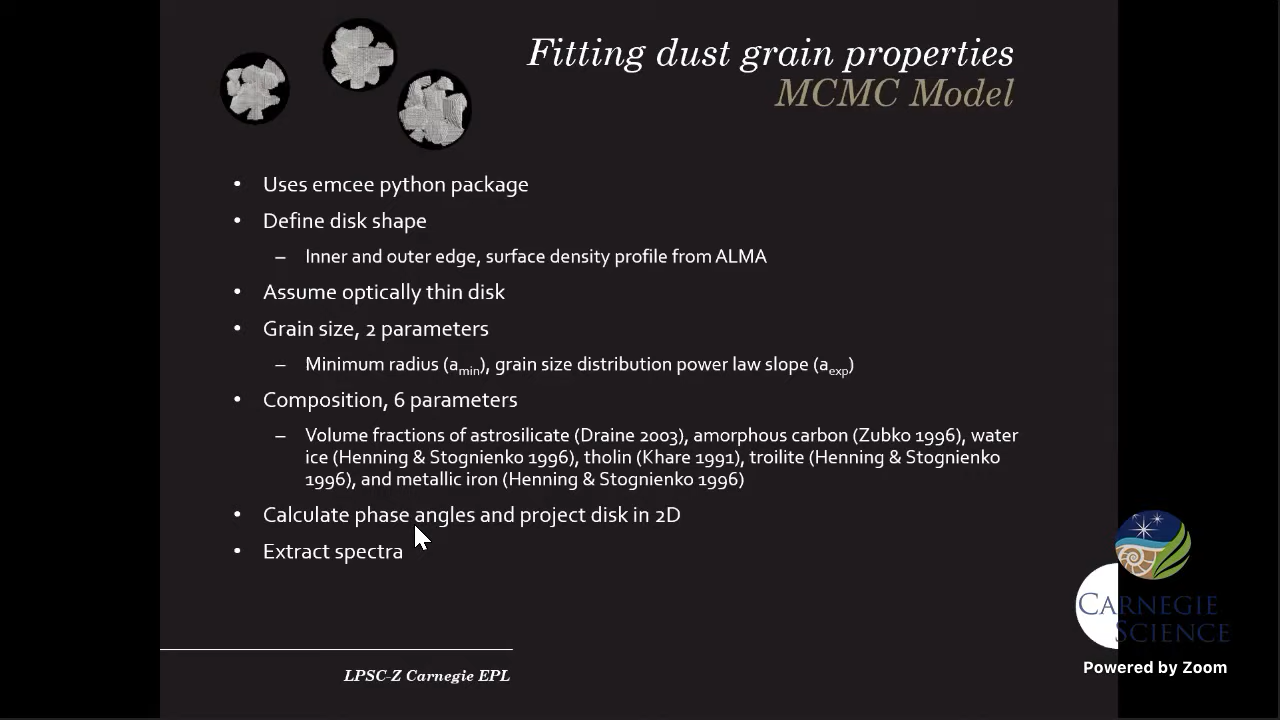 Fitting dust grain properties
MCMC Model
• Uses emcee python package
• Define disk shape
– Inner and outer edge, surface density profile from ALMA
• Assume optically thin disk
• Grain size, 2 parameters
– Minimum radius (amin), grain size distribution power law slope (aexp)
• Composition, 6 parameters
– Volume fractions of astrosilicate (Draine 2003), amorphous carbon (Zubko 1996), water
ice (Henning & Stognienko 1996), tholin (Khare 1991), troilite (Henning & Stognienko
1996), and metallic iron (Henning & Stognienko 1996)
• Calculate phase angles and project disk in 2D
• Extract spectra
LPSC-Z Carnegie EPL
CARNEGIE
SCIENCE
Powered by Zoom